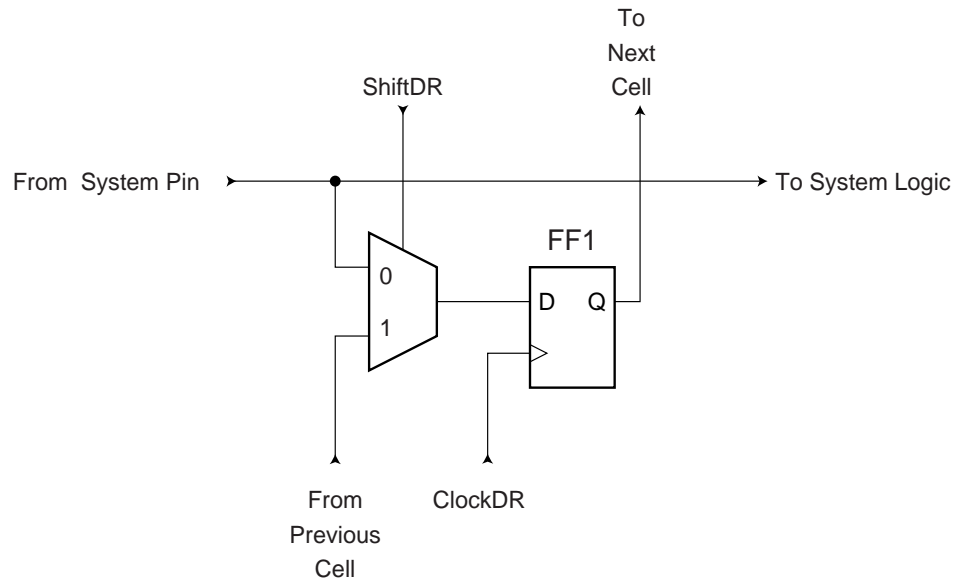 To
Next
Cell
ShiftDR
From System Pin
To System Logic
FF1
0
D Q
1
From
Previous
Cell
ClockDR